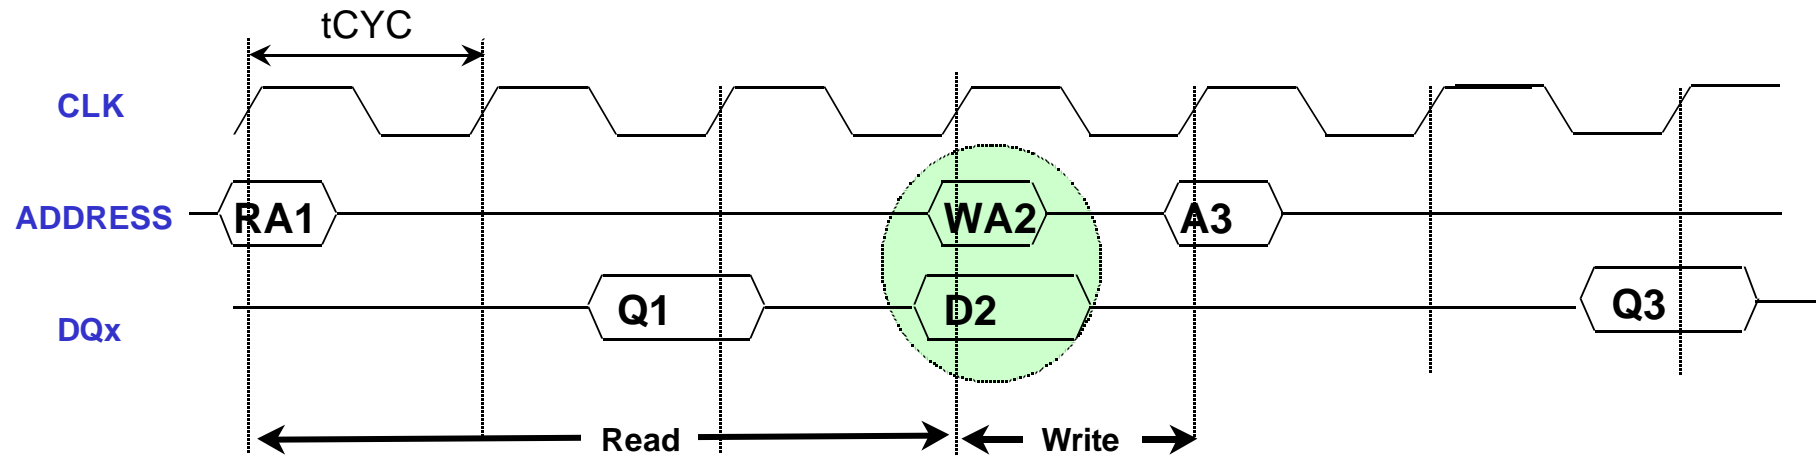 tCYC
CLK
ADDRESS RA1 WA2 A3
DQx Q1 D2 Q3
Read Write